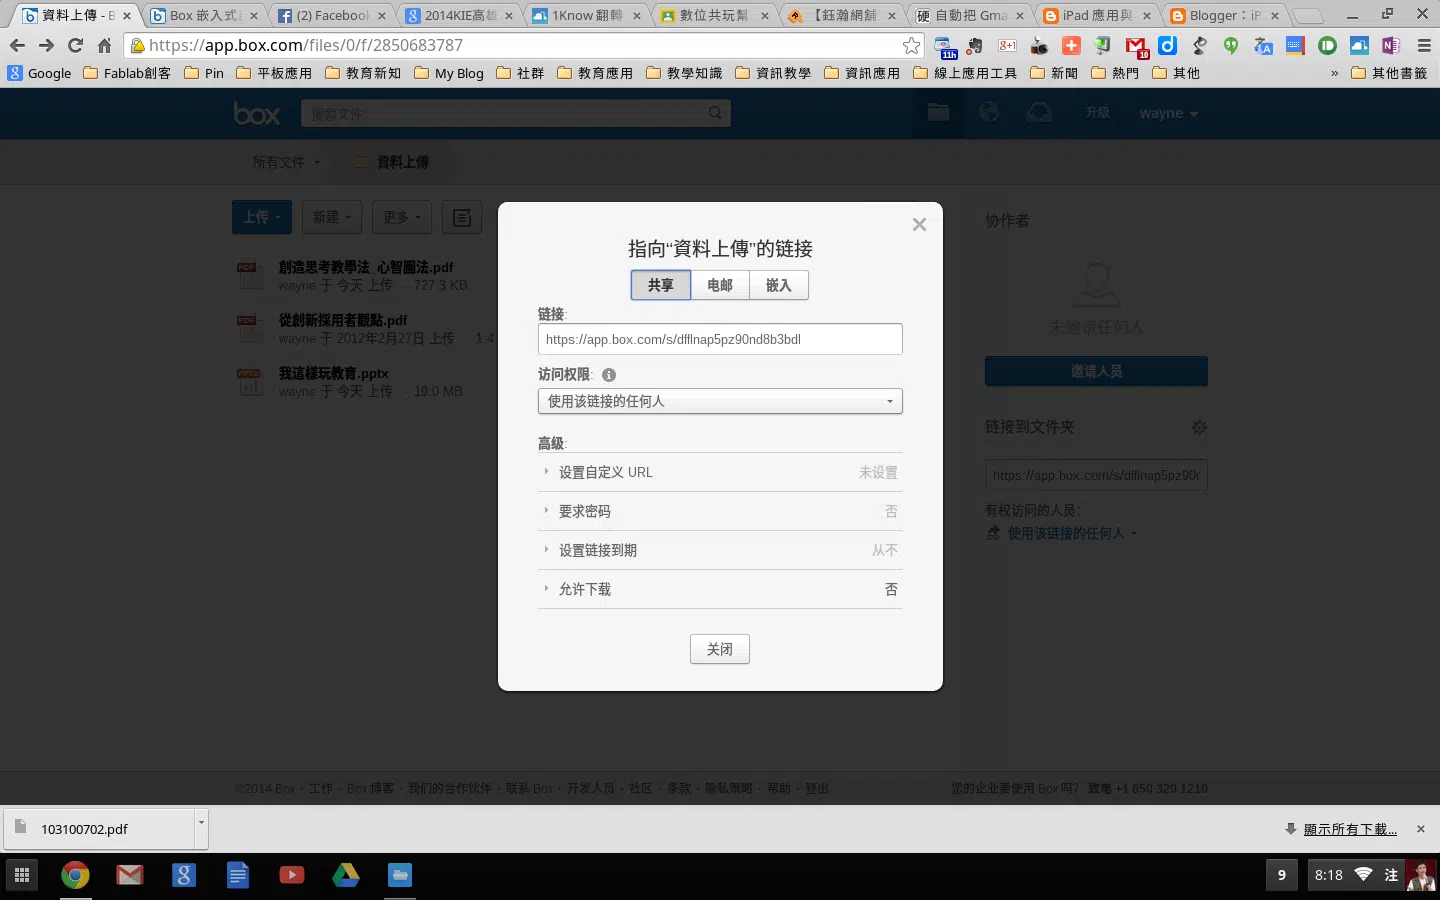 資料上傳 - B
Box 嵌入式
(2) Facebook
2014KIE高雄
1Know 翻轉
數位共玩幫
【鈺瀚網舖
自動把 Gma
iPad 應用與
Blogger：iP
https://app.box.com/files/0/f/2850683787
11h
10
Google
Fablab創客
Pin
平板應用
教育新知
My Blog
社群
教育應用
教學知識
資訊教學
資訊應用
線上應用工具
新聞
熱門
其他
»
其他書籤
box
搜索文件
升級
wayne
所有文件
資料上傳
上传
新建
更多
創造思考教學法_心智圖法.pdf
wayne 于 今天 上传 · 727.3 KB
從創新採用者觀點.pdf
wayne 于 2012年2月27日 上传 1.4
我這樣玩教育.pptx
wayne 于 今天 上传 · 19.0 MB
指向“資料上傳”的链接
共享
电邮
嵌入
链接:
https://app.box.com/s/dfflnap5pz90nd8b3bdl
访问权限:
使用该链接的任何人
高级:
设置自定义 URL 未设置
要求密码 否
设置链接到期 从不
允许下载 否
关闭
协作者
未邀请任何人
邀请人员
链接到文件夹
https://app.box.com/s/dfflnap5pz90r
有权访问的人员:
使用该链接的任何人
©2014 Box · 工作 · Box 博客 · 我们的合作伙伴 · 联系 Box · 开发人员 · 社区 · 条款 · 隐私策略 · 帮助 · 登出
您的企业要使用 Box 吗？ 致电 +1 650 329 1210
103100702.pdf
顯示所有下載...
9
8:18
注